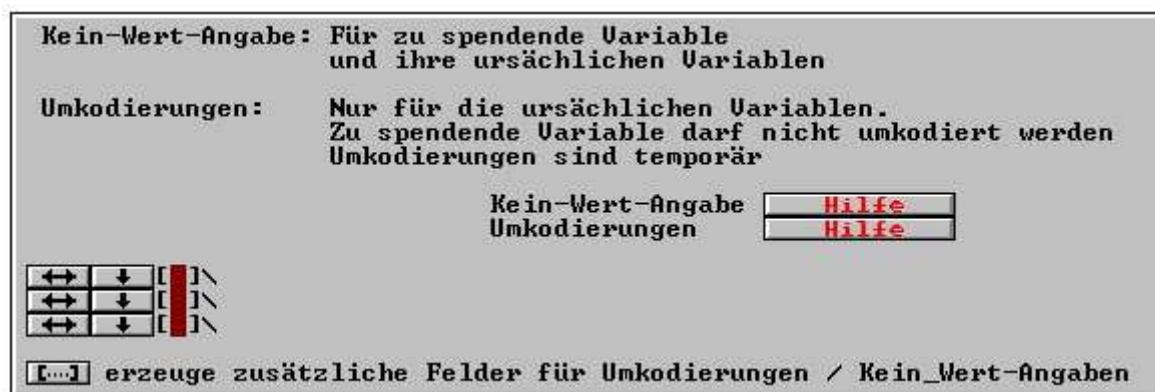 Kein-Wert-Angabe: Für zu spendende Variable
und ihre ursächlichen Variablen
Umkodierungen: Nur für die ursächlichen Variablen.
Zu spendende Variable darf nicht umkodiert werden
Umkodierungen sind temporär
Kein-Wert-Angabe Hilfe
Umkodierungen Hilfe
[ ]\
[ ]\
[ ]\
[....] erzeuge zusätzliche Felder für Umkodierungen / Kein_Wert-Angaben